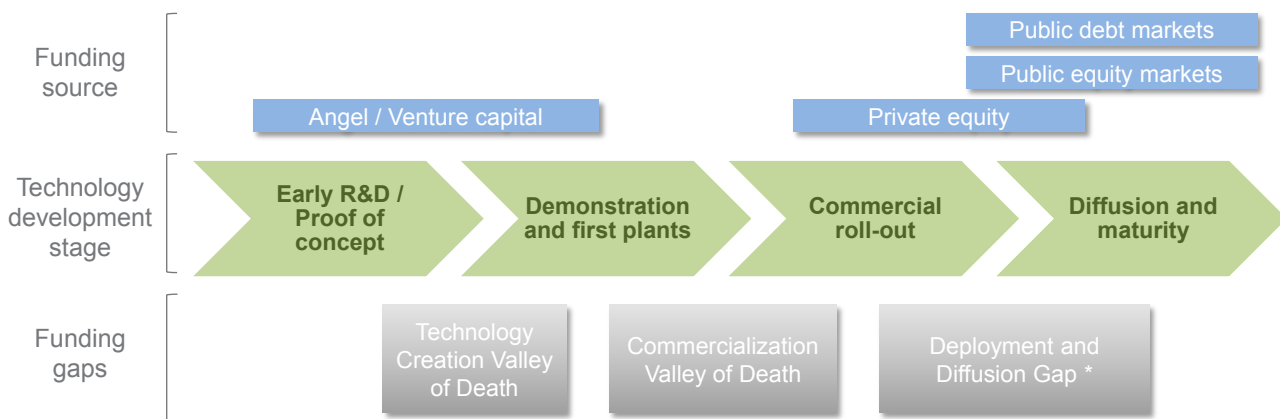 Funding
source
Public debt markets
Public equity markets
Angel / Venture capital
Private equity
Technology
development
stage
Early R&D /
Proof of
concept
Demonstration
and first plants
Commercial
roll-out
Diffusion and
maturity
Funding
gaps
Technology
Creation Valley
of Death
Commercialization
Valley of Death
Deployment and
Diffusion Gap *